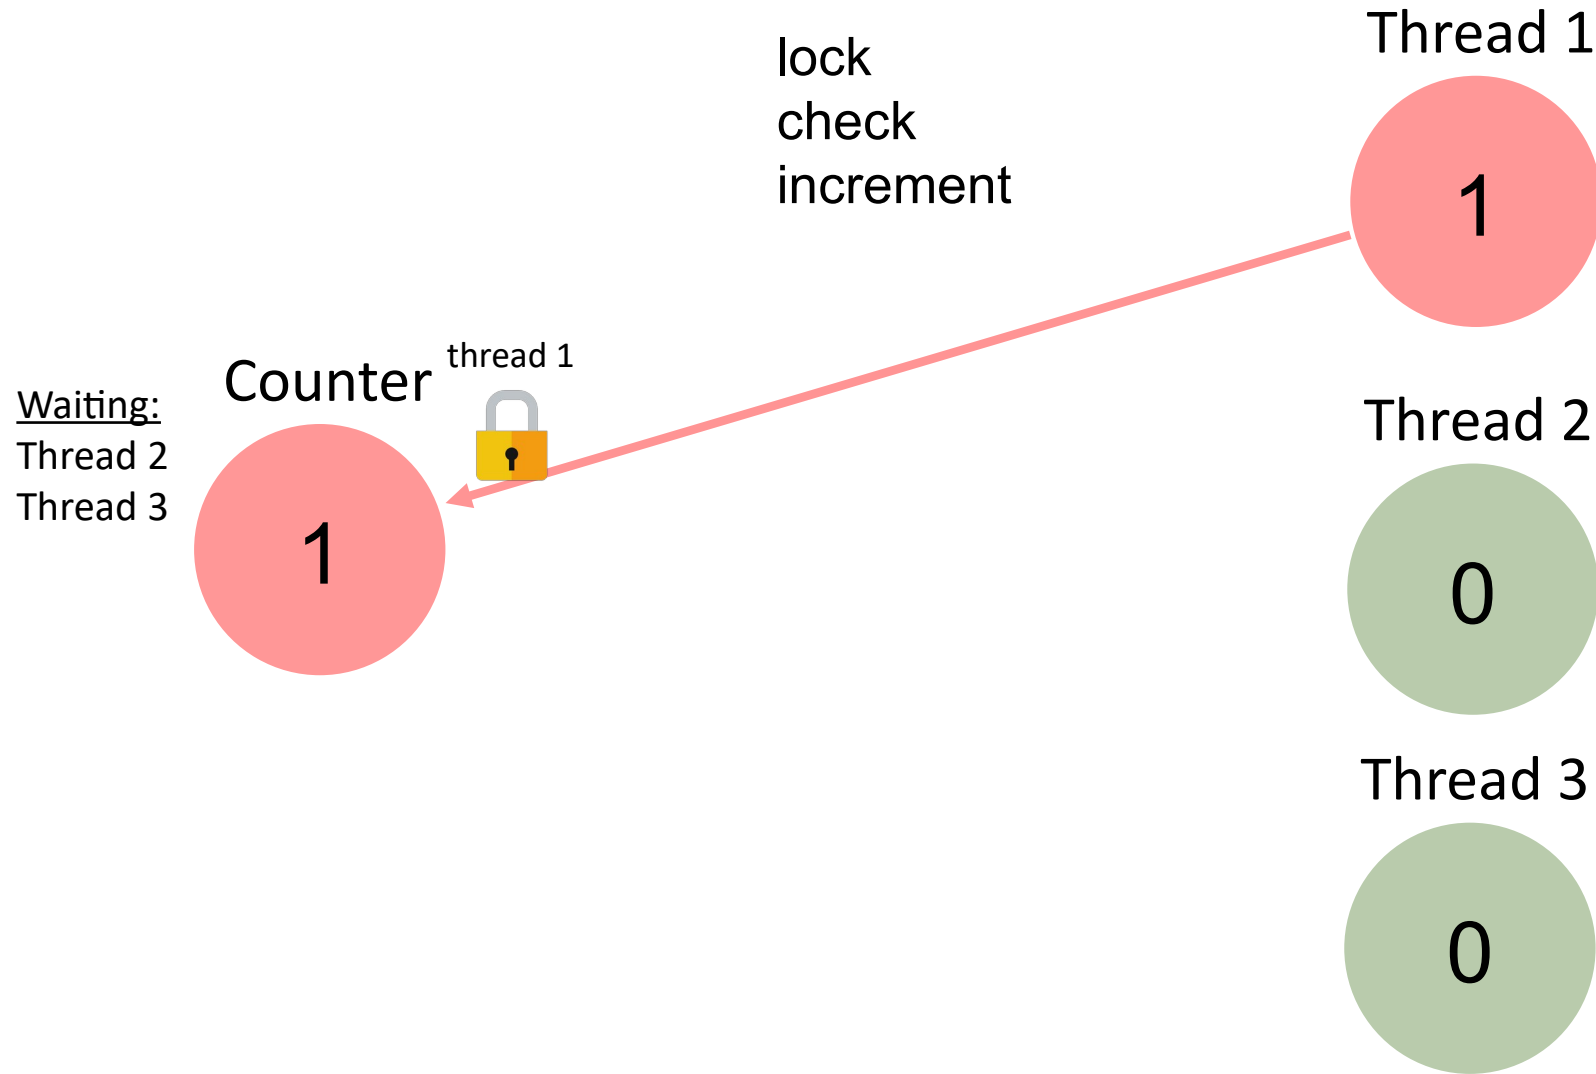 lock
check
increment
Thread 1
1
thread 1
Counter
Waiting:
Thread 2
Thread 3
1
Thread 2
0
Thread 3
0